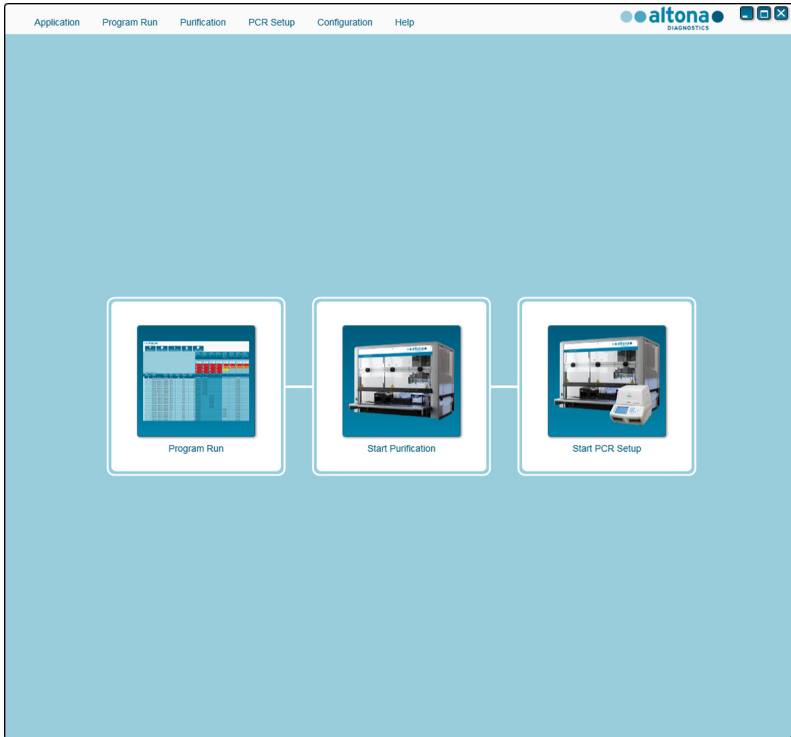 Application Program Run Purification PCR Setup Configuration Help
altona
DIAGNOSTICS
Program Run
Start Purification
Start PCR Setup